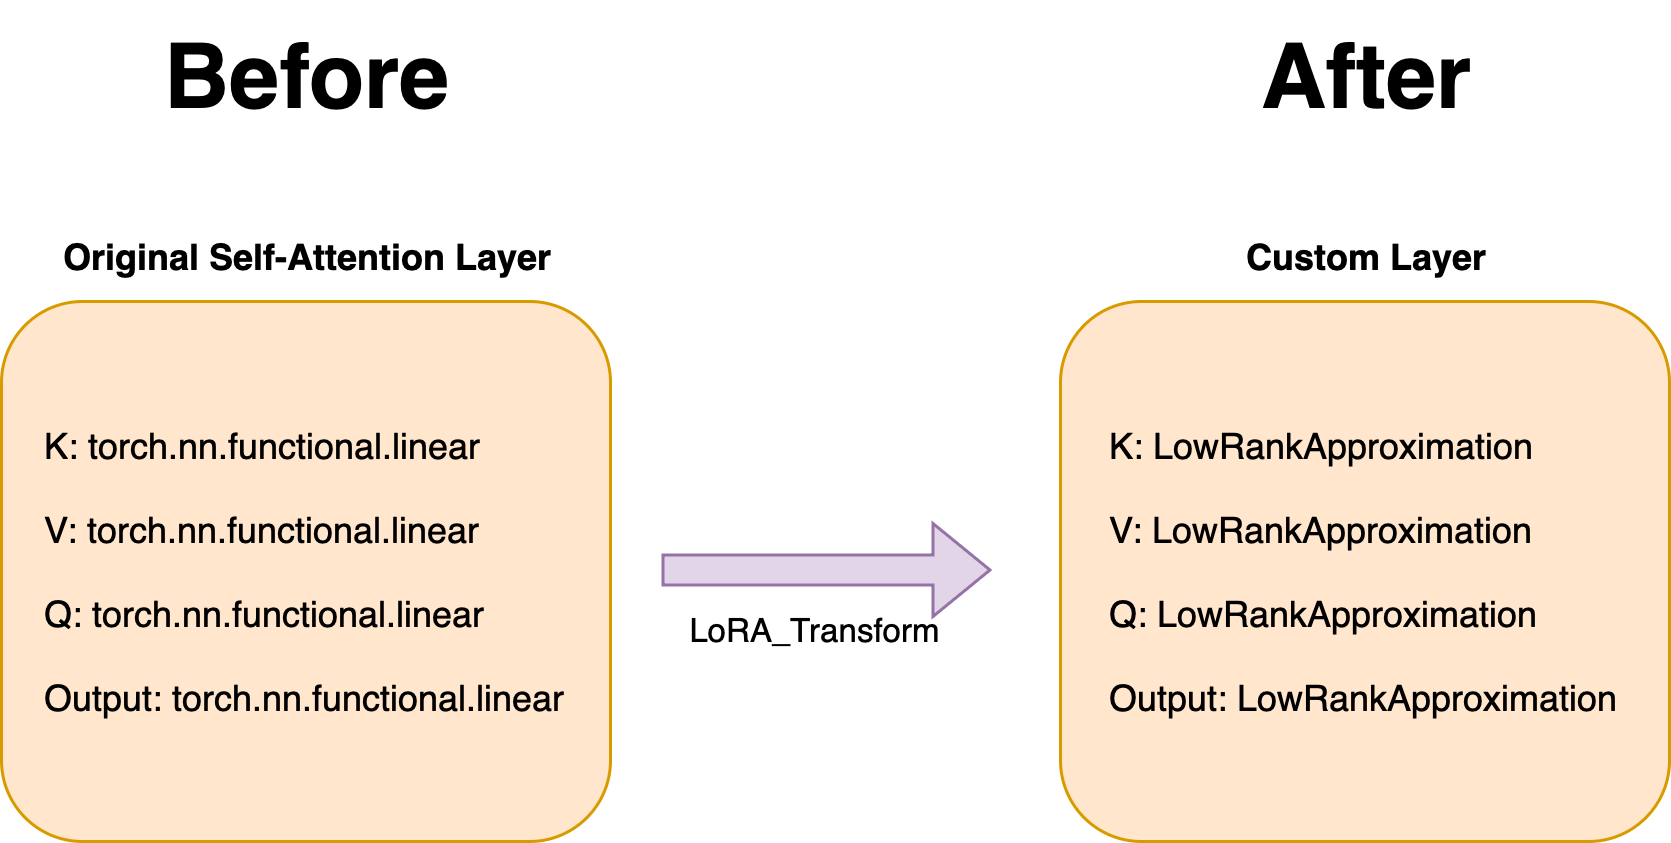 Before
After
Original Self-Attention Layer
Custom Layer
K: torch.nn.functional.linear
V: torch.nn.functional.linear
Q: torch.nn.functional.linear
Output: torch.nn.functional.linear
LoRA_Transform
K: LowRankApproximation
V: LowRankApproximation
Q: LowRankApproximation
Output: LowRankApproximation